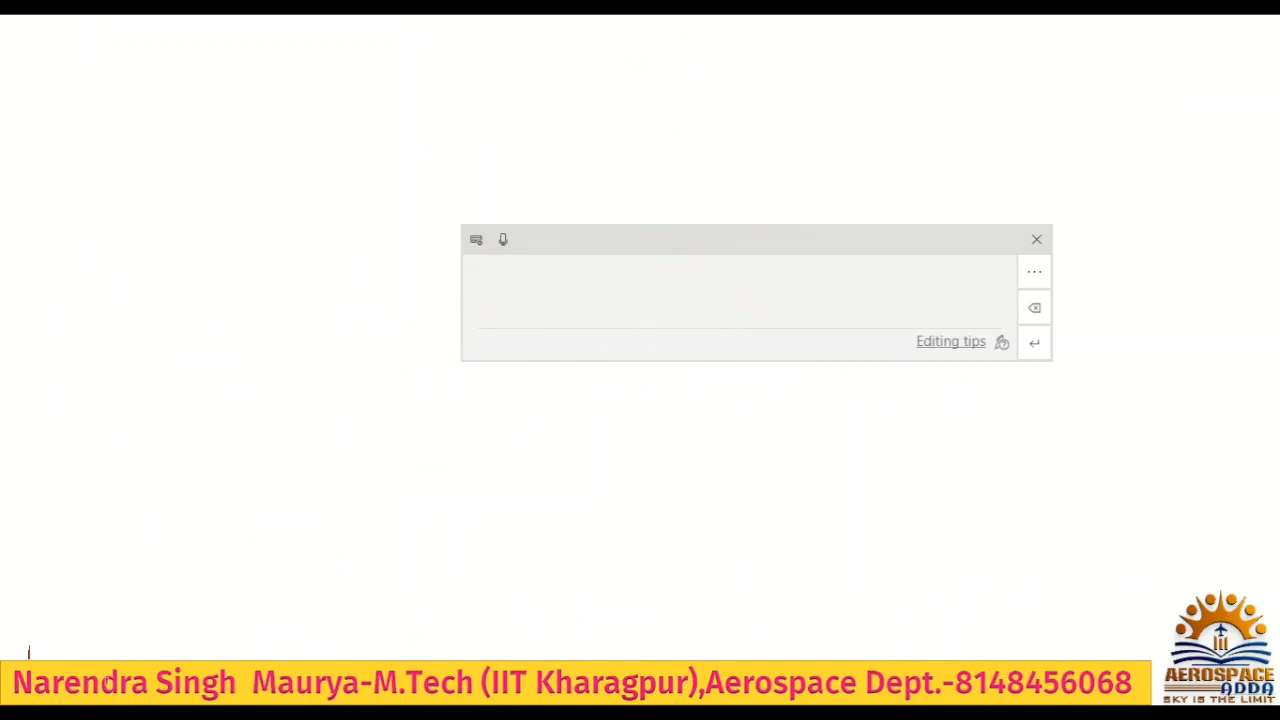 Editing tips
Narendra Singh Maurya-M.Tech (IIT Kharagpur),Aerospace Dept.-8148456068
AEROSPACE
ADDA
SKY IS THE LIMIT